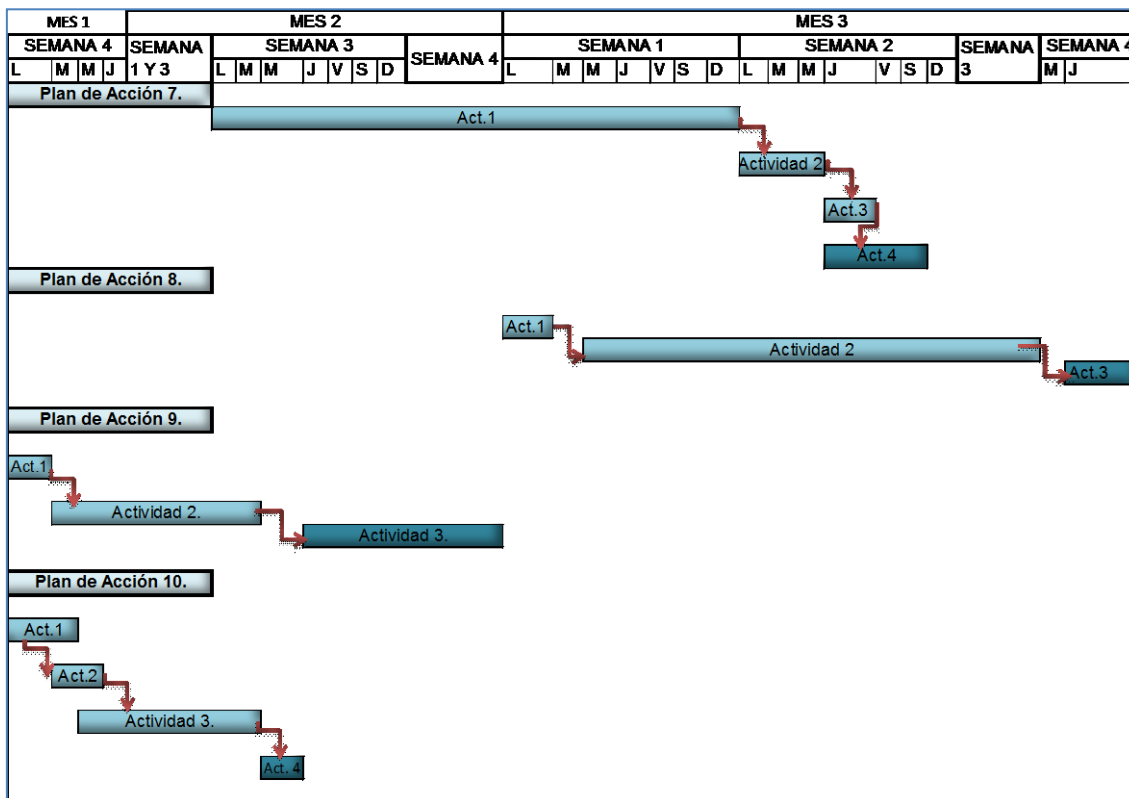 MES 1 MES 2 MES 3
SEMANA 4 SEMANA 1 Y 3 SEMANA 3 SEMANA 4 SEMANA 1 SEMANA 2 SEMANA 3 SEMANA 4
L M M J L M M J V S D L M M J V S D L M M J V S D M J
Plan de Acción 7.
Act.1
Actividad 2
Act.3
Act.4
Plan de Acción 8.
Act.1
Actividad 2
Act.3
Plan de Acción 9.
Act.1
Actividad 2.
Actividad 3.
Plan de Acción 10.
Act.1
Act.2
Actividad 3.
Act. 4